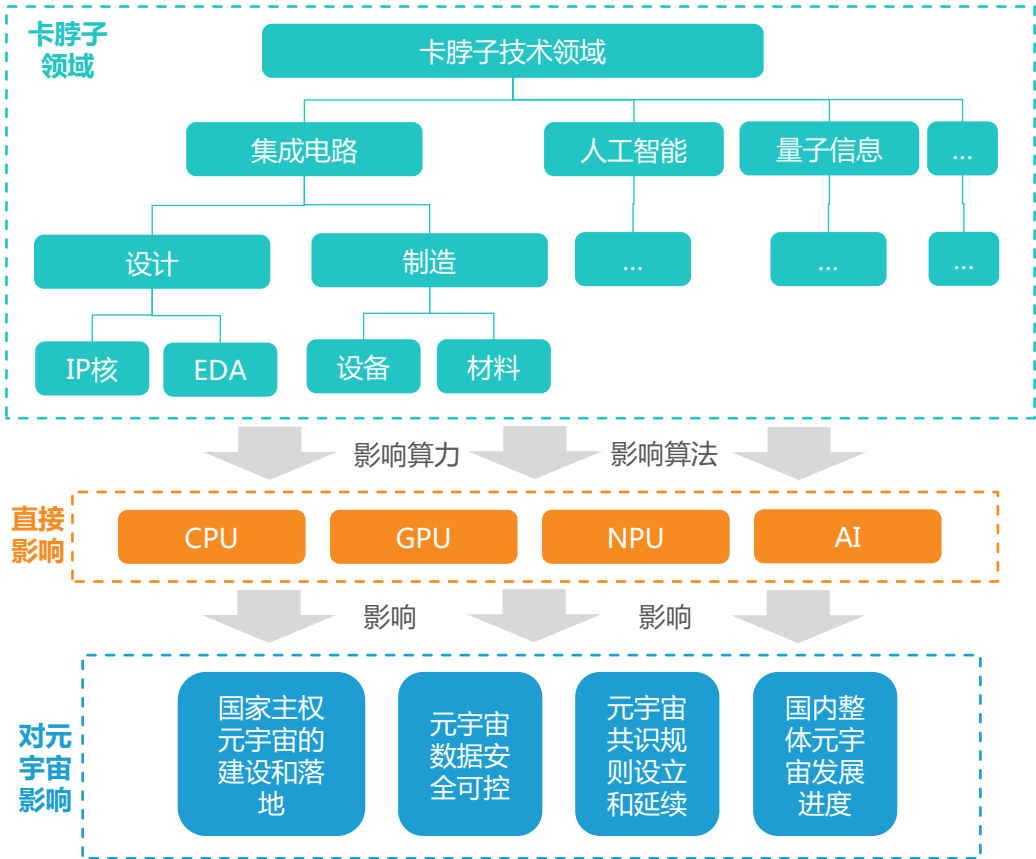 卡脖子
领域
卡脖子技术领域
集成电路
人工智能
量子信息
...
设计
制造
...
...
...
IP核
EDA
设备
材料
影响算力
影响算法
直接
影响
CPU
GPU
NPU
AI
影响
影响
对元
宇宙
影响
国家主权
元宇宙的
建设和落
地
元宇宙
数据安
全可控
元宇宙
共识规
则设立
和延续
国内整
体元宇
宙发展
进度